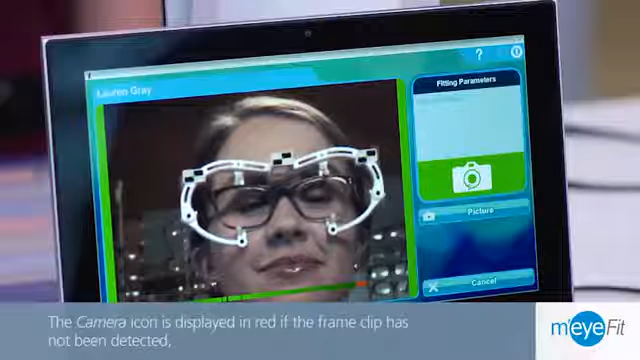 ?
Lauren Gray
Fitting Parameters
Picture
Cancel
The Camera icon is displayed in red if the frame clip has
not been detected,
m'eyeFit